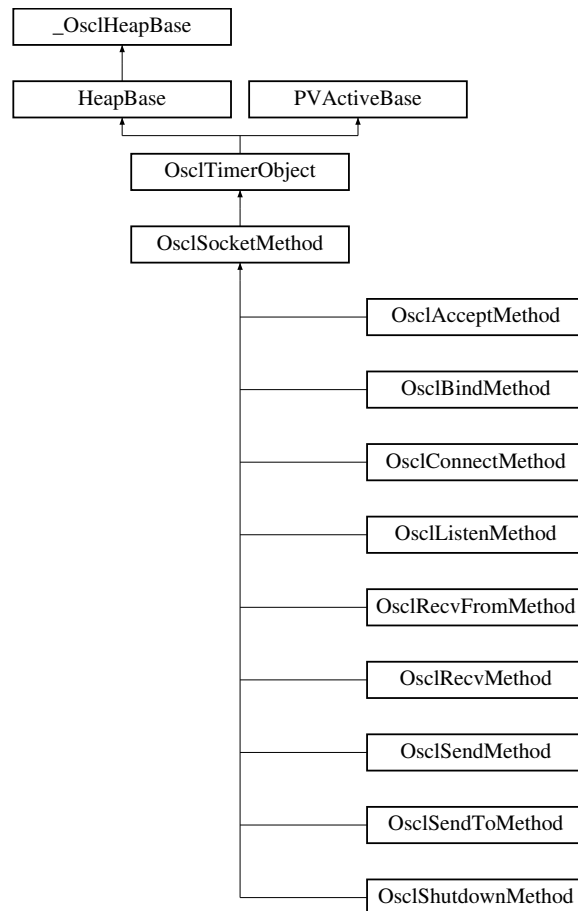 _OsclHeapBase
HeapBase
PVActiveBase
OsclTimerObject
OsclSocketMethod
OsclAcceptMethod
OsclBindMethod
OsclConnectMethod
OsclListenMethod
OsclRecvFromMethod
OsclRecvMethod
OsclSendMethod
OsclSendToMethod
OsclShutdownMethod